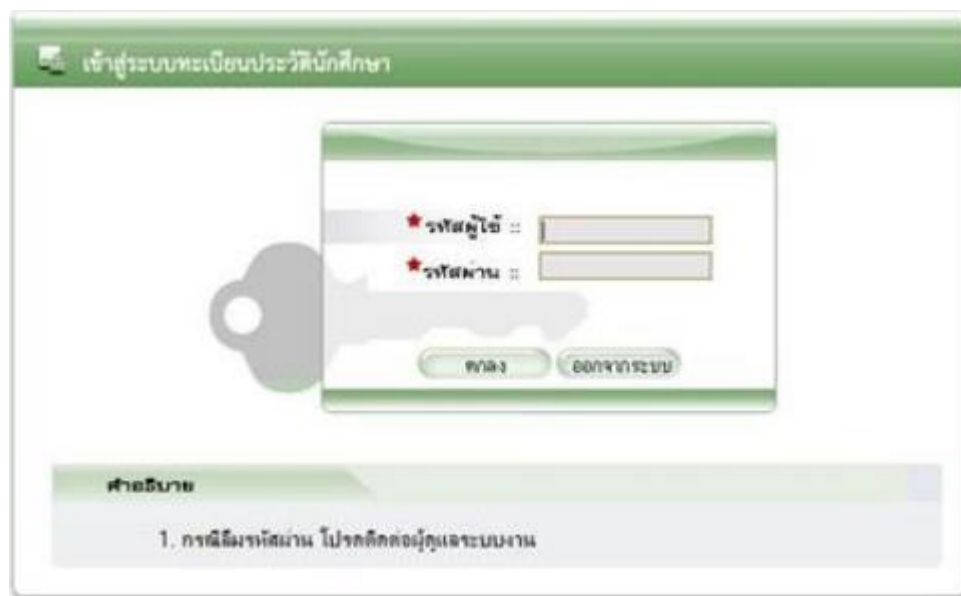 เข้าสู่ระบบทะเบียนประวัตินักศึกษา
*รหัสผู้ใช้ ::
*รหัสผ่าน ::
ตกลง ออกจากระบบ
คำอธิบาย
1. กรณีลืมรหัสผ่าน โปรดติดต่อผู้ดูแลระบบงาน